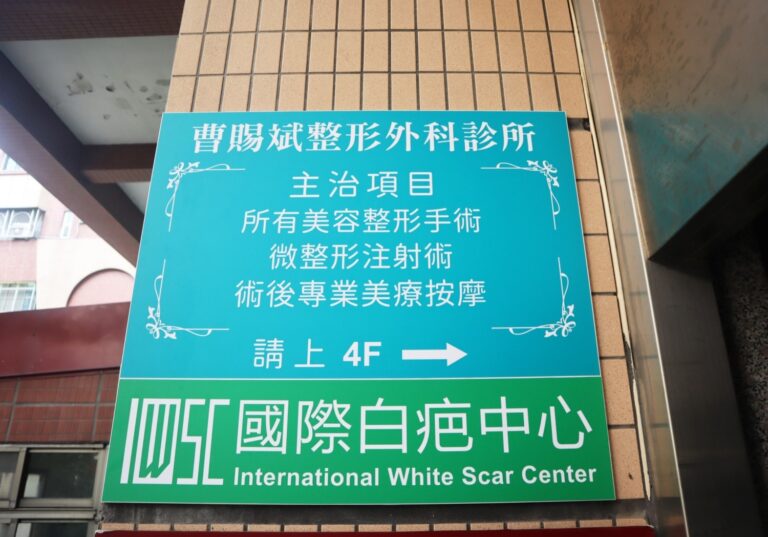 曹賜斌整形外科診所
主治項目
所有美容整形手術
微整形注射術
術後專業美療按摩
請上 4F →
IWSC 國際白疤中心
International White Scar Center